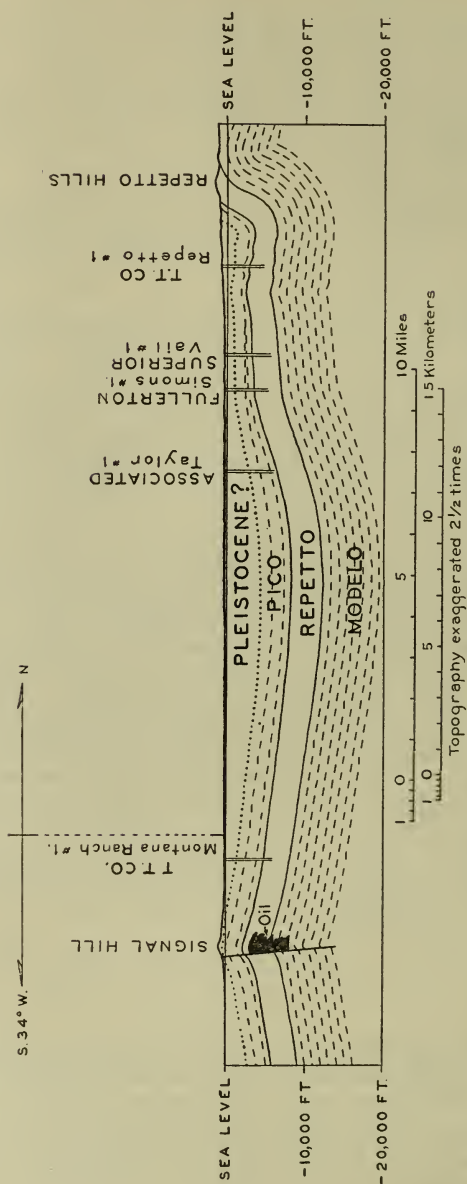 S. 34° W.
N
SIGNAL HILL
T.T. CO.
Montana Ranch #1.
ASSOCIATED
Taylor #1
FULLERTON
Simons #1.
SUPERIOR
Vail #1
T.T. CO
Repetto #1
REPETTO HILLS
SEA LEVEL
-10,000 FT
-20,000 FT.
Oil
PLEISTOCENE?
PICO
REPETTO
MODELO
SEA LEVEL
-10,000 FT.
-20,000 FT.
1 0 5 10 Miles
1 0 5 10 15 Kilometers
Topography exaggerated 2½ times